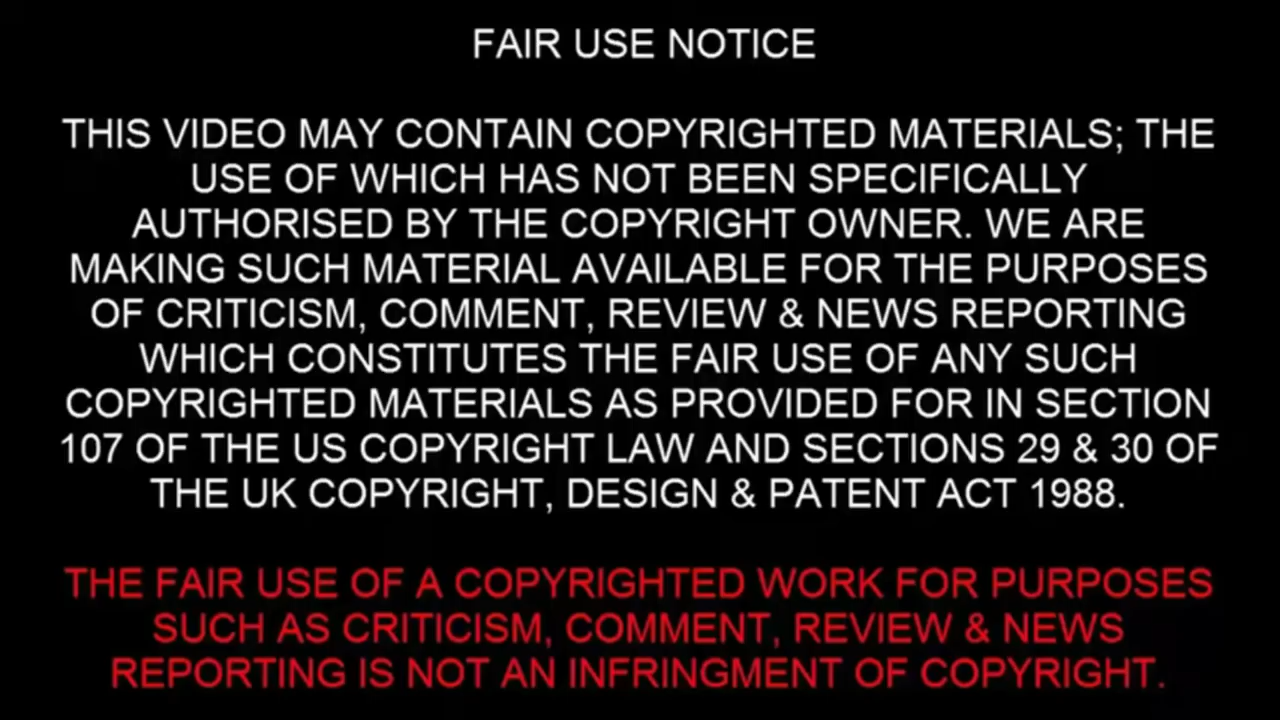 FAIR USE NOTICE
THIS VIDEO MAY CONTAIN COPYRIGHTED MATERIALS; THE
USE OF WHICH HAS NOT BEEN SPECIFICALLY
AUTHORISED BY THE COPYRIGHT OWNER. WE ARE
MAKING SUCH MATERIAL AVAILABLE FOR THE PURPOSES
OF CRITICISM, COMMENT, REVIEW & NEWS REPORTING
WHICH CONSTITUTES THE FAIR USE OF ANY SUCH
COPYRIGHTED MATERIALS AS PROVIDED FOR IN SECTION
107 OF THE US COPYRIGHT LAW AND SECTIONS 29 & 30 OF
THE UK COPYRIGHT, DESIGN & PATENT ACT 1988.
THE FAIR USE OF A COPYRIGHTED WORK FOR PURPOSES
SUCH AS CRITICISM, COMMENT, REVIEW & NEWS
REPORTING IS NOT AN INFRINGMENT OF COPYRIGHT.